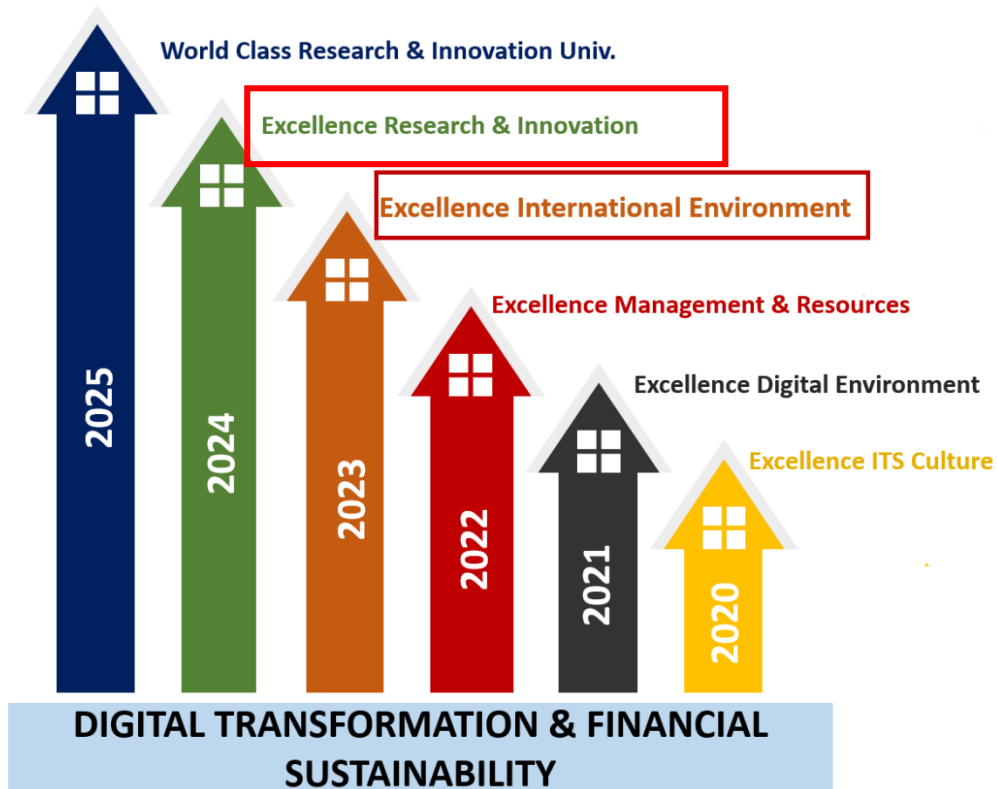 World Class Research & Innovation Univ.
Excellence Research & Innovation
Excellence International Environment
Excellence Management & Resources
Excellence Digital Environment
Excellence ITS Culture
2025
2024
2023
2022
2021
2020
DIGITAL TRANSFORMATION & FINANCIAL
SUSTAINABILITY